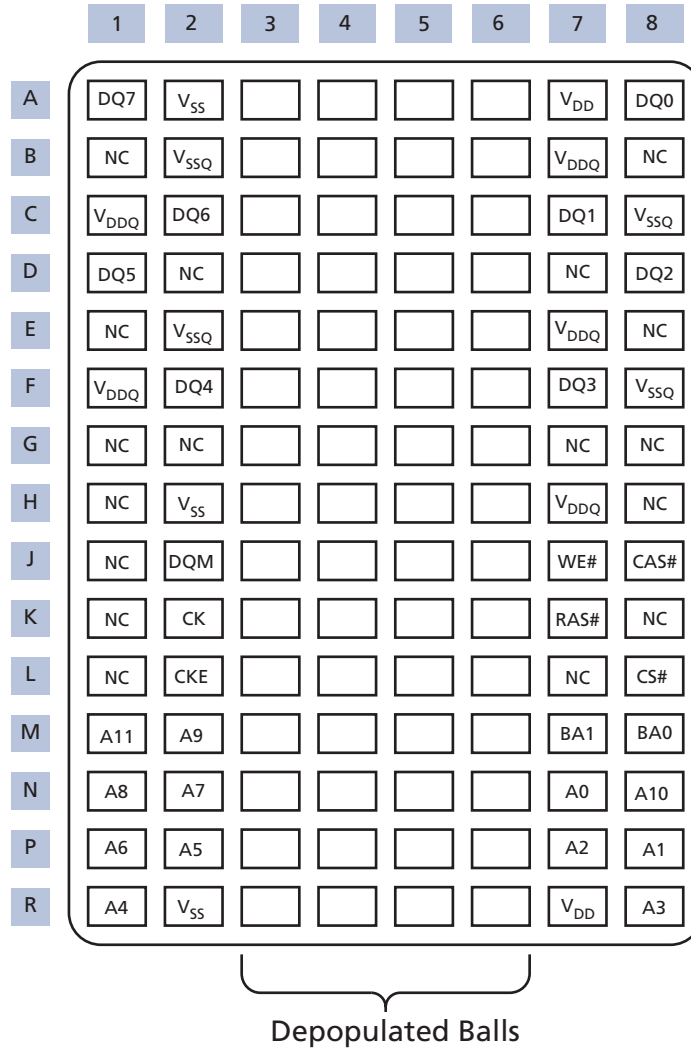 1 2 3 4 5 6 7 8
A DQ7 VSS VDD DQ0
B NC VSSQ VDDQ NC
C VDDQ DQ6 DQ1 VSSQ
D DQ5 NC NC DQ2
E NC VSSQ VDDQ NC
F VDDQ DQ4 DQ3 VSSQ
G NC NC NC NC
H NC VSS VDDQ NC
J NC DQM WE# CAS#
K NC CK RAS# NC
L NC CKE NC CS#
M A11 A9 BA1 BA0
N A8 A7 A0 A10
P A6 A5 A2 A1
R A4 VSS VDD A3
Depopulated Balls